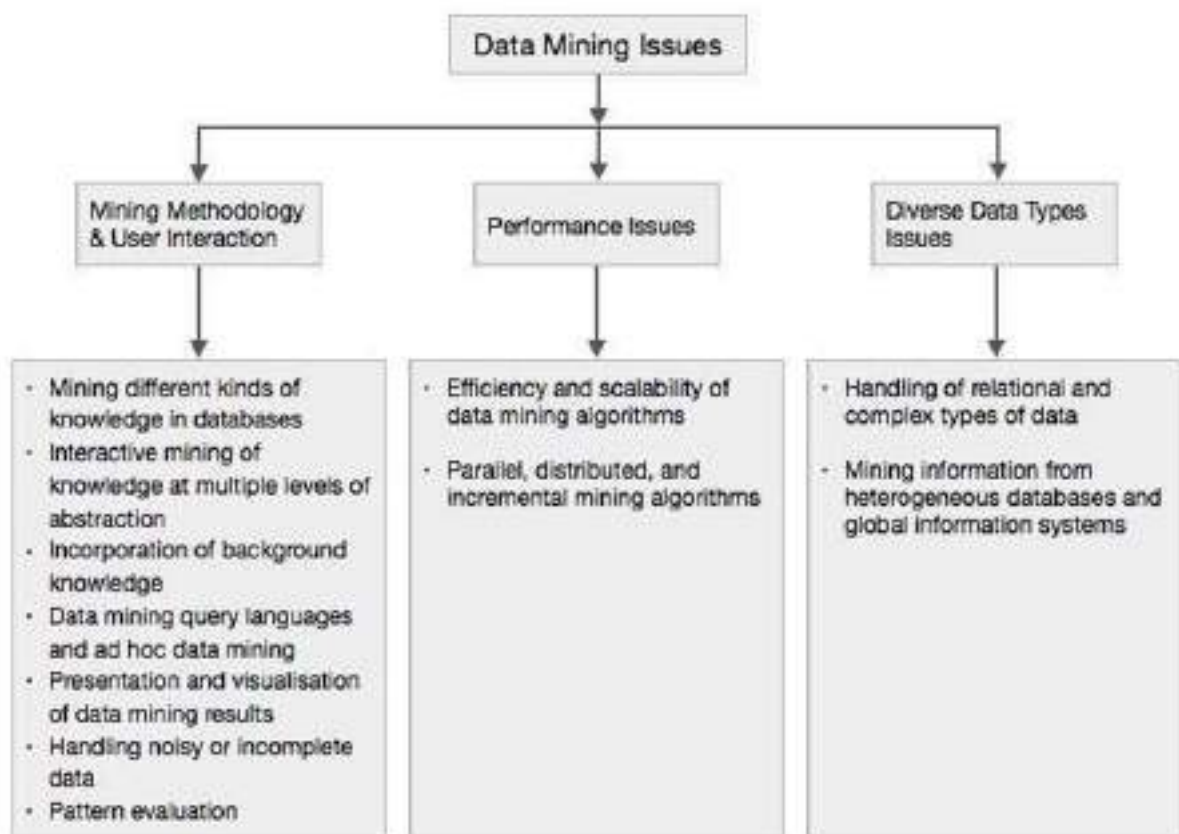 Data Mining Issues
Mining Methodology
& User Interaction
Performance Issues
Diverse Data Types
Issues
· Mining different kinds of
knowledge in databases
· Interactive mining of
knowledge at multiple levels of
abstraction
· Incorporation of background
knowledge
· Data mining query languages
and ad hoc data mining
· Presentation and visualisation
of data mining results
· Handling noisy or incomplete
data
· Pattern evaluation
· Efficiency and scalability of
data mining algorithms
· Parallel, distributed, and
incremental mining algorithms
· Handling of relational and
complex types of data
· Mining information from
heterogeneous databases and
global information systems